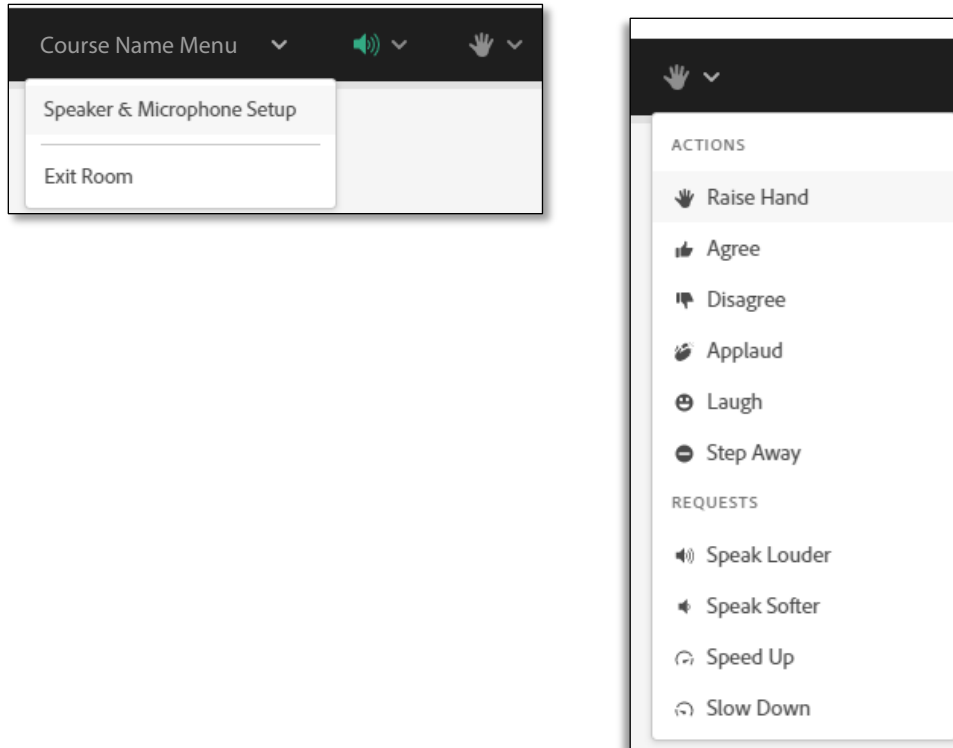 Course Name Menu
Speaker & Microphone Setup
Exit Room
ACTIONS
Raise Hand
Agree
Disagree
Applaud
Laugh
Step Away
REQUESTS
Speak Louder
Speak Softer
Speed Up
Slow Down